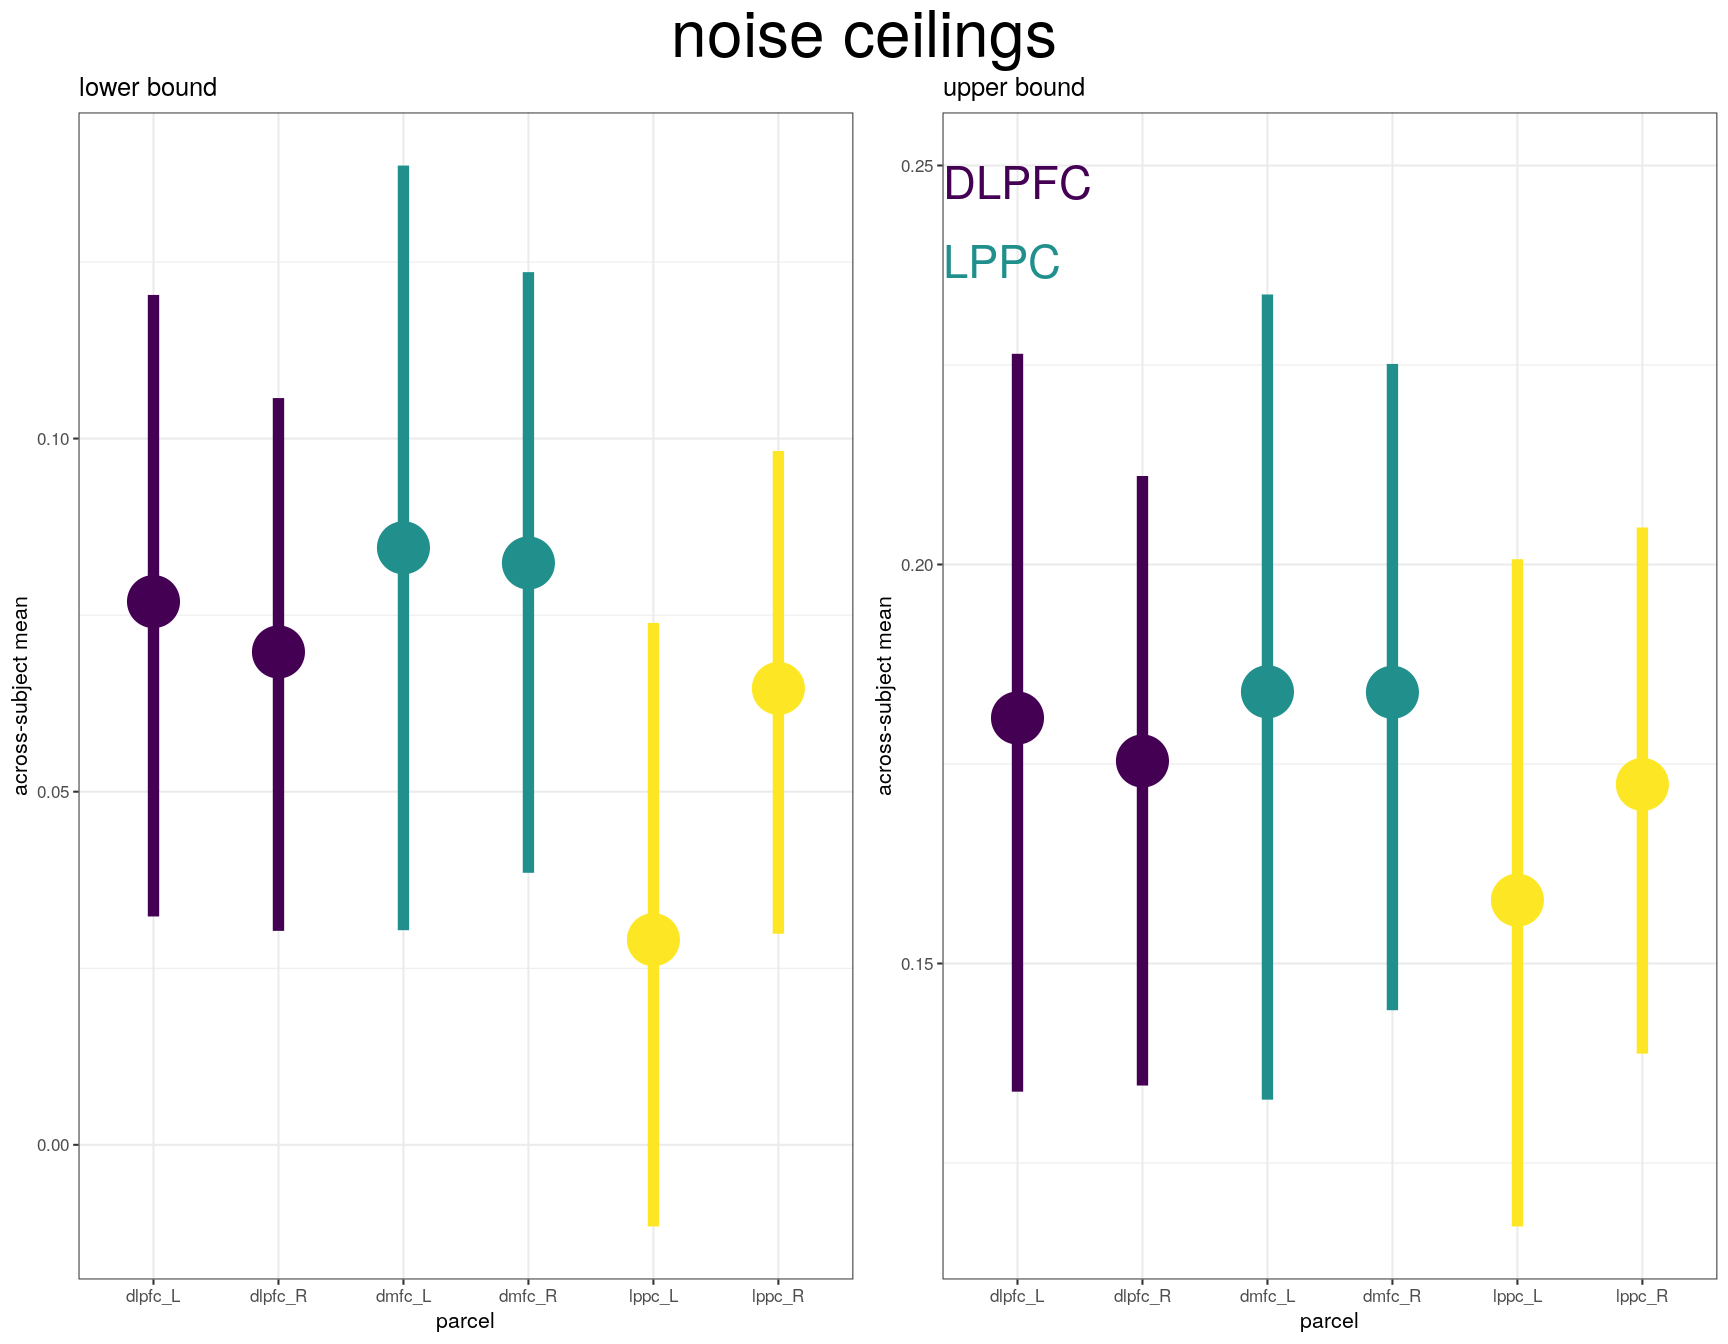 noise ceilings
lower bound
across-subject mean
0.10
0.05
0.00
dlpfc_L dlpfc_R dmfc_L dmfc_R lppc_L lppc_R
parcel
upper bound
DLPFC
LPPC
across-subject mean
0.25
0.20
0.15
dlpfc_L dlpfc_R dmfc_L dmfc_R lppc_L lppc_R
parcel